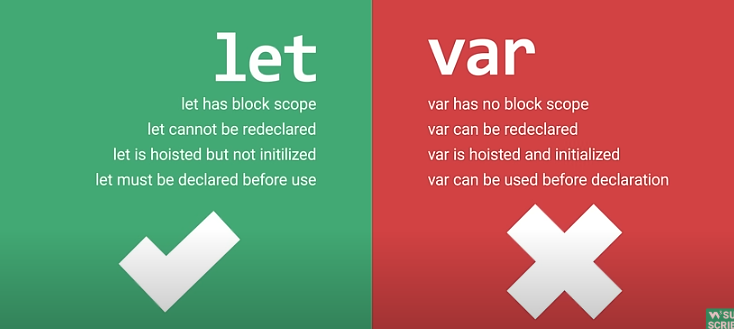 let
let has block scope
let cannot be redeclared
let is hoisted but not initilized
let must be declared before use
var
var has no block scope
var can be redeclared
var is hoisted and initialized
var can be used before declaration